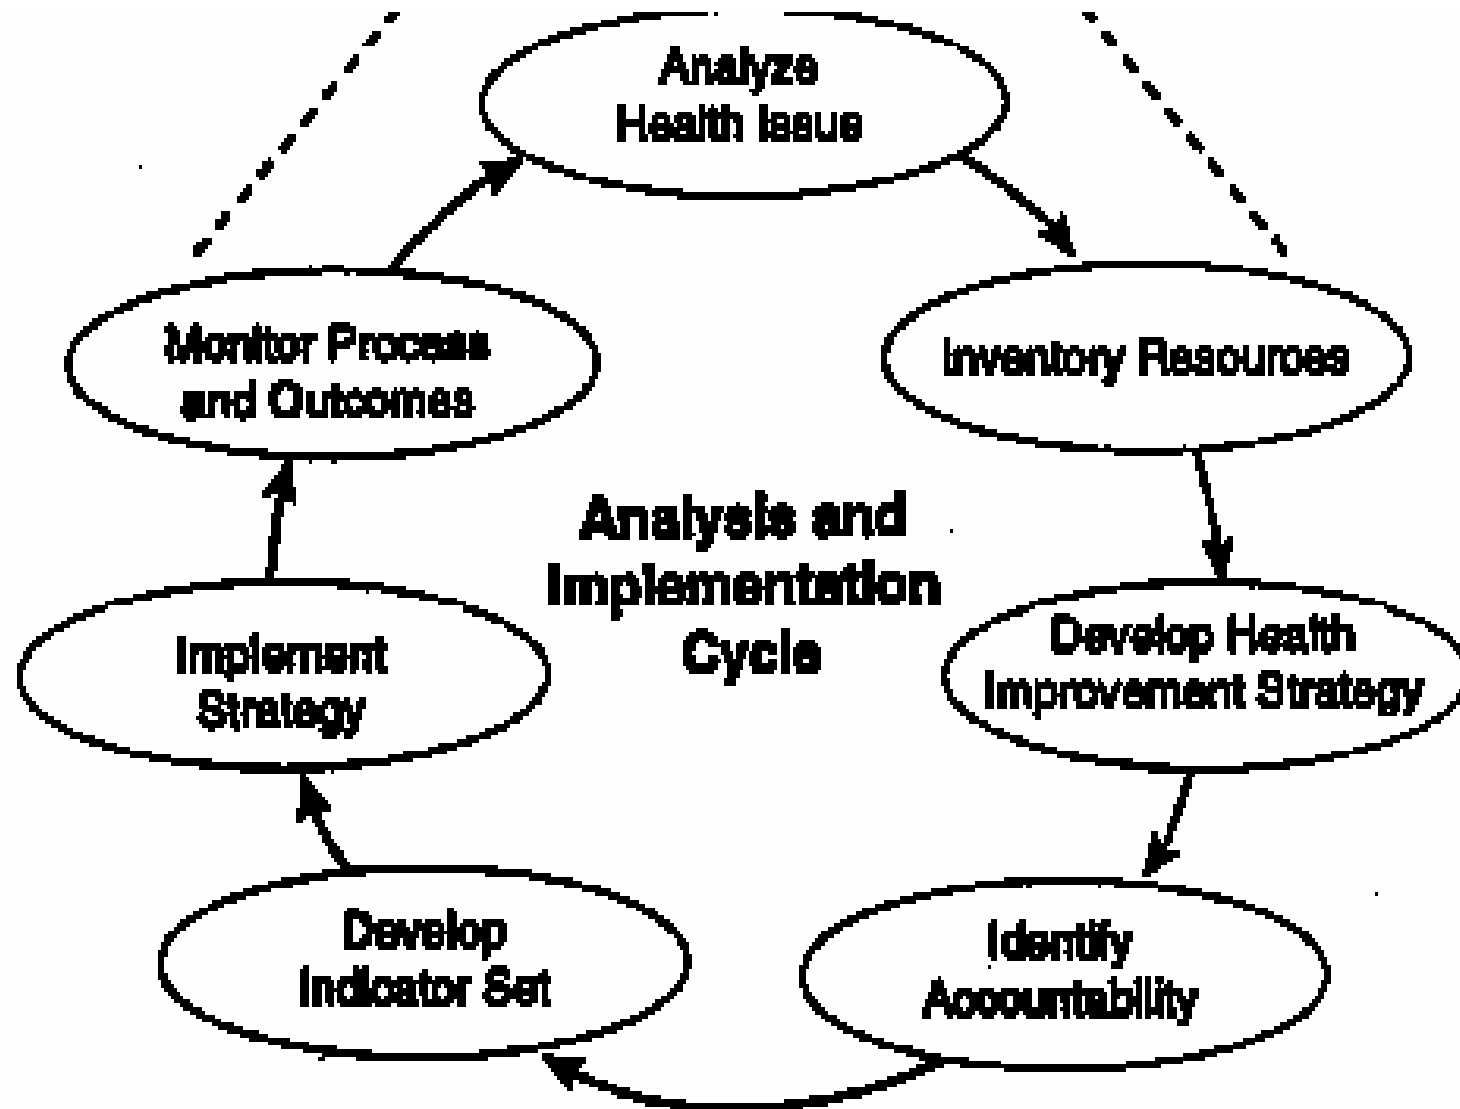 Analyze
Health Issue
Inventory Resources
Develop Health
Improvement Strategy
Identify
Accountability
Develop
Indicator Set
Implement
Strategy
Monitor Process
and Outcomes
Analysis and
Implementation
Cycle